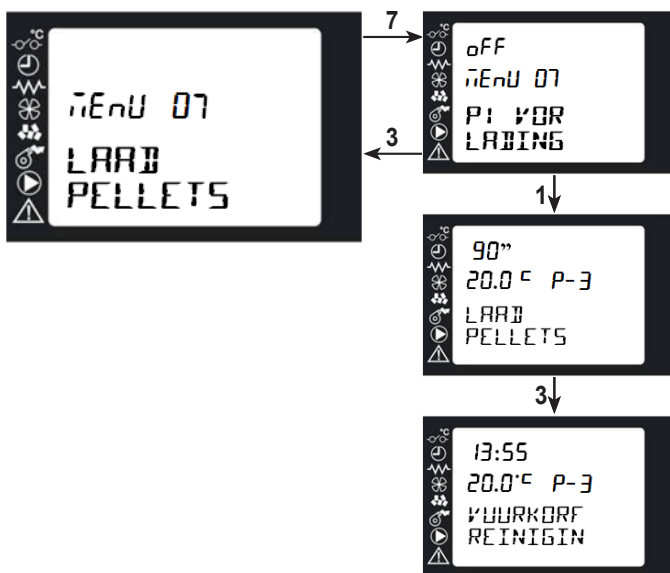 °C
MEnU 07
LAAD
PELLETS
7
3
°C
oFF
MEnU 07
P1 VOR
LADING
1
°C
90”
20.0 C P-3
LAAD
PELLETS
3
°C
13:55
20.0°C P-3
VUURKORF
REINIGIN